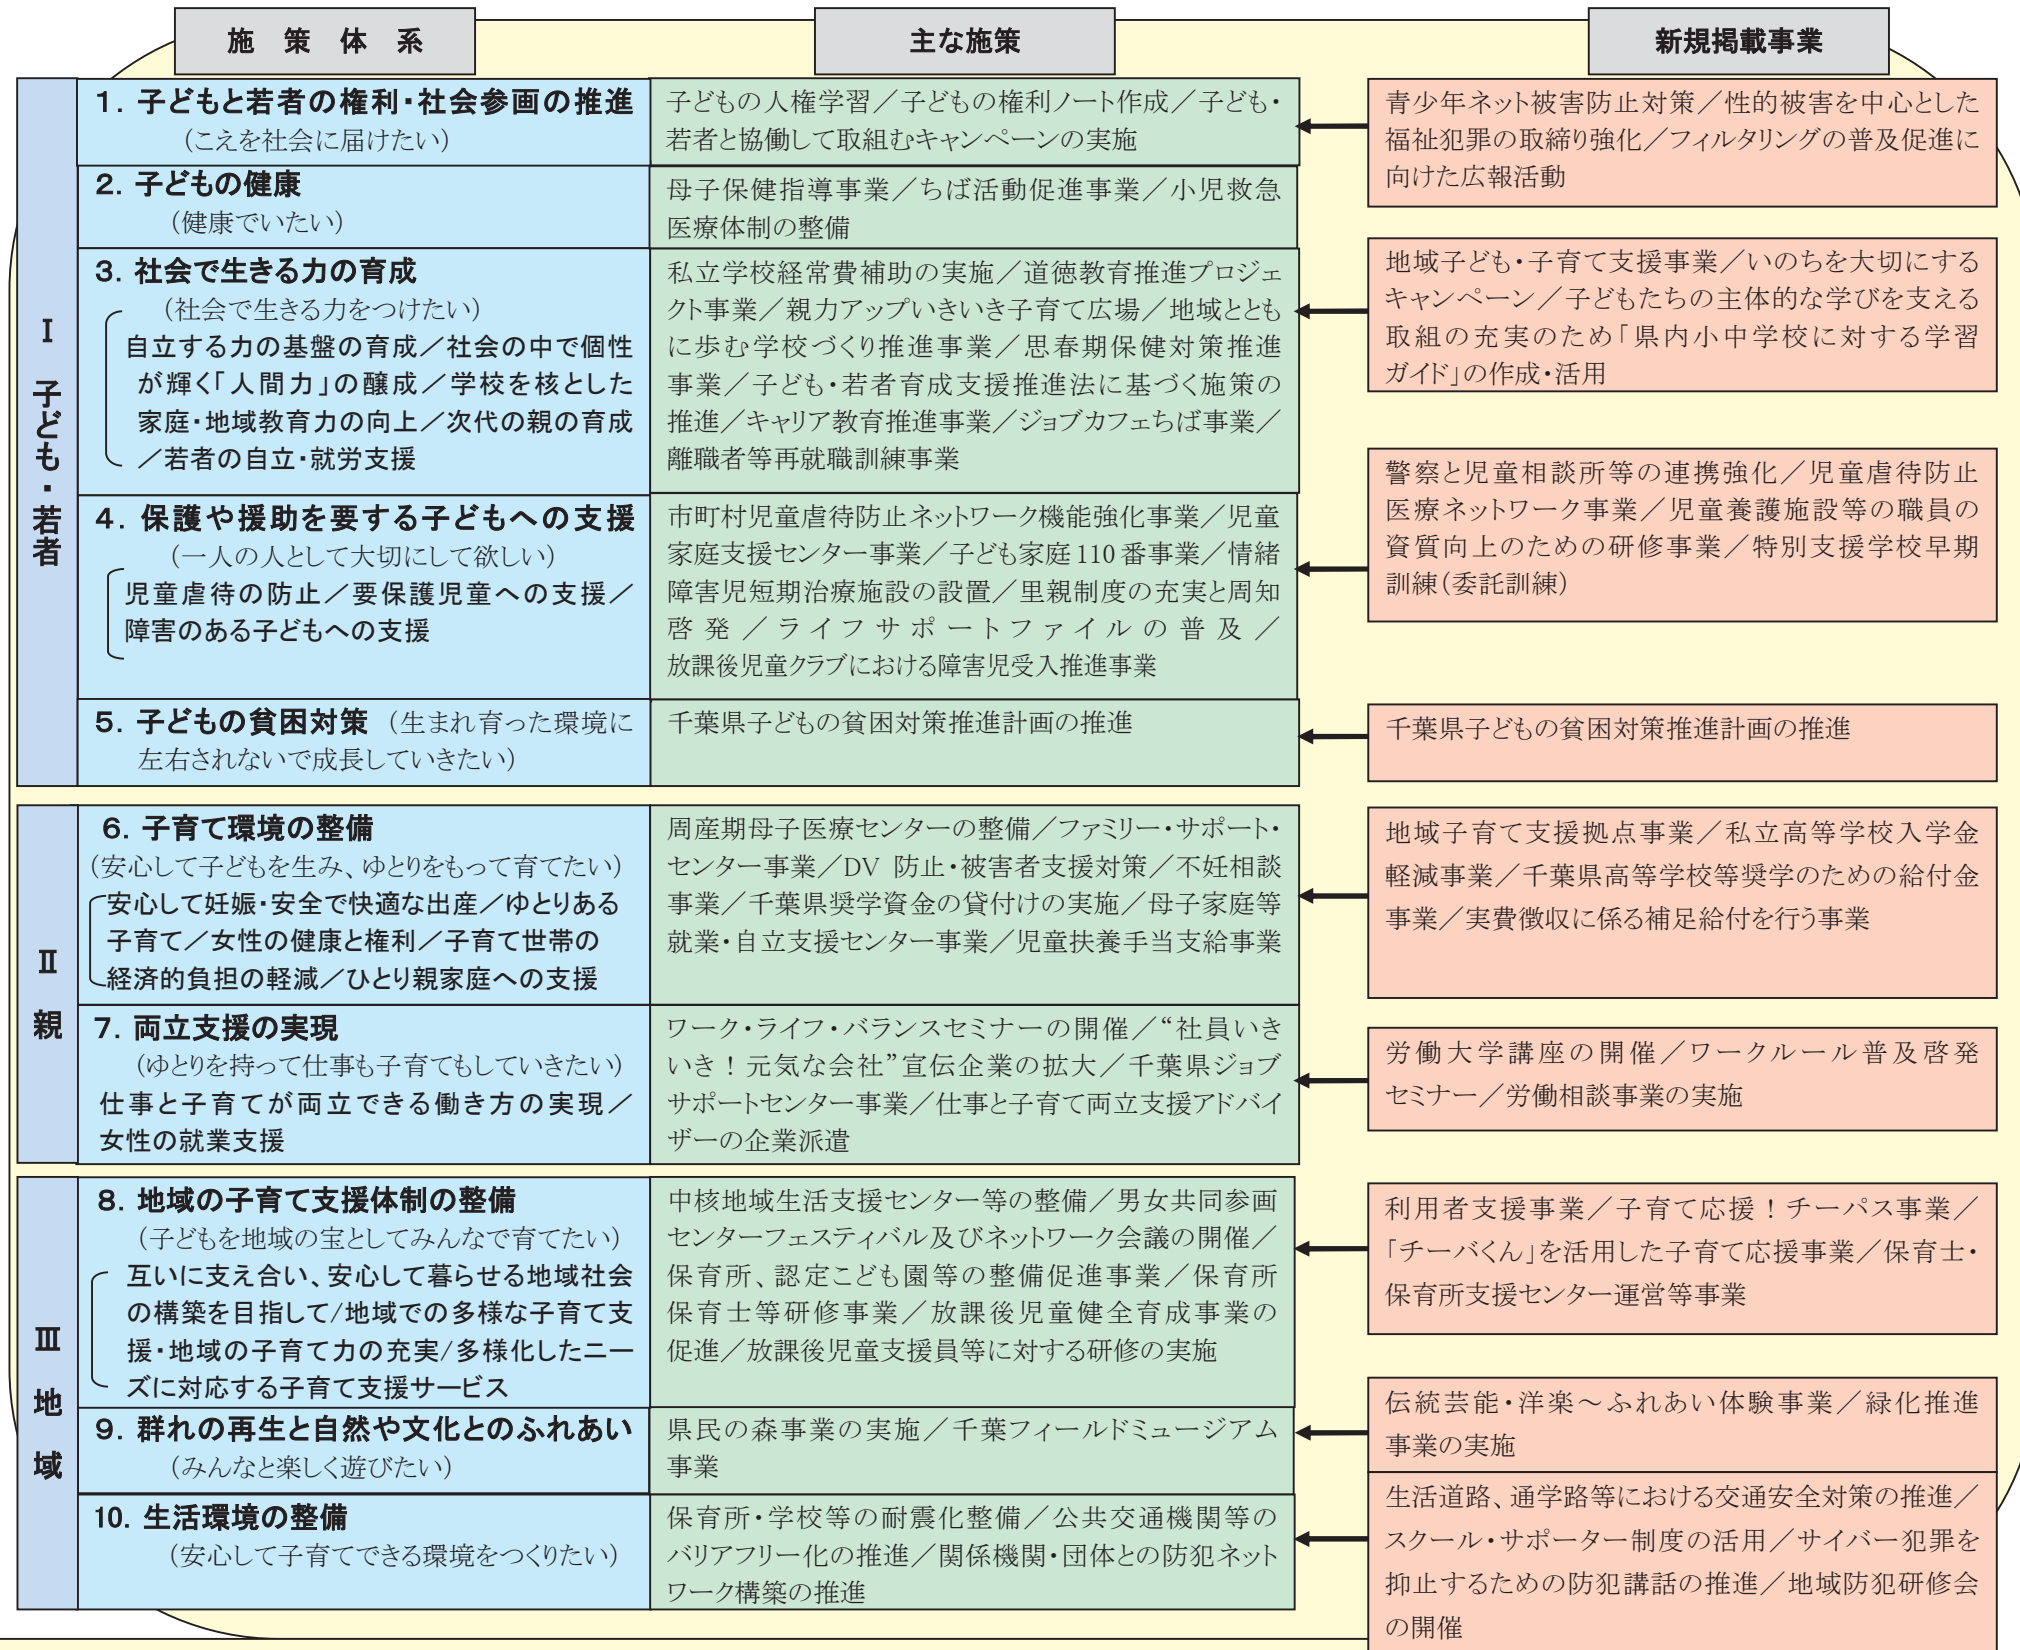 施策体系
主な施策
新規掲載事業
Ⅰ 子ども・若者
1．子どもと若者の権利・社会参画の推進
（こえを社会に届けたい）
子どもの人権学習／子どもの権利ノート作成／子ども・
若者と協働して取組むキャンペーンの実施
青少年ネット被害防止対策／性的被害を中心とした
福祉犯罪の取締り強化／フィルタリングの普及促進に
向けた広報活動
2．子どもの健康
（健康でいたい）
母子保健指導事業／ちば活動促進事業／小児救急
医療体制の整備
3．社会で生きる力の育成
（社会で生きる力をつけたい）
自立する力の基盤の育成／社会の中で個性
が輝く「人間力」の醸成／学校を核とした
家庭・地域教育力の向上／次代の親の育成
／若者の自立・就労支援
私立学校経常費補助の実施／道徳教育推進プロジェ
クト事業／親力アップいきいき子育て広場／地域ととも
に歩む学校づくり推進事業／思春期保健対策推進
事業／子ども・若者育成支援推進法に基づく施策の
推進／キャリア教育推進事業／ジョブカフェちば事業／
離職者等再就職訓練事業
地域子ども・子育て支援事業／いのちを大切にする
キャンペーン／子どもたちの主体的な学びを支える
取組の充実のため「県内小中学校に対する学習
ガイド」の作成・活用
4．保護や援助を要する子どもへの支援
（一人の人として大切にして欲しい）
児童虐待の防止／要保護児童への支援／
障害のある子どもへの支援
市町村児童虐待防止ネットワーク機能強化事業／児童
家庭支援センター事業／子ども家庭110番事業／情緒
障害児短期治療施設の設置／里親制度の充実と周知
啓発／ライフサポートファイルの普及／
放課後児童クラブにおける障害児受入推進事業
警察と児童相談所等の連携強化／児童虐待防止
医療ネットワーク事業／児童養護施設等の職員の
資質向上のための研修事業／特別支援学校早期
訓練（委託訓練）
5．子どもの貧困対策（生まれ育った環境に
左右されないで成長していきたい）
千葉県子どもの貧困対策推進計画の推進
千葉県子どもの貧困対策推進計画の推進
Ⅱ 親
6．子育て環境の整備
（安心して子どもを生み、ゆとりをもって育てたい）
安心して妊娠・安全で快適な出産／ゆとりある
子育て／女性の健康と権利／子育て世帯の
経済的負担の軽減／ひとり親家庭への支援
周産期母子医療センターの整備／ファミリー・サポート・
センター事業／DV 防止・被害者支援対策／不妊相談
事業／千葉県奨学資金の貸付けの実施／母子家庭等
就業・自立支援センター事業／児童扶養手当支給事業
地域子育て支援拠点事業／私立高等学校入学金
軽減事業／千葉県高等学校等奨学のための給付金
事業／実費徴収に係る補足給付を行う事業
7．両立支援の実現
（ゆとりを持って仕事も子育てもしていきたい）
仕事と子育てが両立できる働き方の実現／
女性の就業支援
ワーク・ライフ・バランスセミナーの開催／“社員いき
いき！元気な会社”宣伝企業の拡大／千葉県ジョブ
サポートセンター事業／仕事と子育て両立支援アドバイ
ザーの企業派遣
労働大学講座の開催／ワークルール普及啓発
セミナー／労働相談事業の実施
Ⅲ 地域
8．地域の子育て支援体制の整備
（子どもを地域の宝としてみんなで育てたい）
互いに支え合い、安心して暮らせる地域社会
の構築を目指して/地域での多様な子育て支
援・地域の子育て力の充実/多様化したニー
ズに対応する子育て支援サービス
中核地域生活支援センター等の整備／男女共同参画
センターフェスティバル及びネットワーク会議の開催／
保育所、認定こども園等の整備促進事業／保育所
保育士等研修事業／放課後児童健全育成事業の
促進／放課後児童支援員等に対する研修の実施
利用者支援事業／子育て応援！チーパス事業／
「チーバくん」を活用した子育て応援事業／保育士・
保育所支援センター運営等事業
9．群れの再生と自然や文化とのふれあい
（みんなと楽しく遊びたい）
県民の森事業の実施／千葉フィールドミュージアム
事業
伝統芸能・洋楽～ふれあい体験事業／緑化推進
事業の実施
10．生活環境の整備
（安心して子育てできる環境をつくりたい）
保育所・学校等の耐震化整備／公共交通機関等の
バリアフリー化の推進／関係機関・団体との防犯ネット
ワーク構築の推進
生活道路、通学路等における交通安全対策の推進／
スクール・サポーター制度の活用／サイバー犯罪を
抑止するための防犯講話の推進／地域防犯研修会
の開催